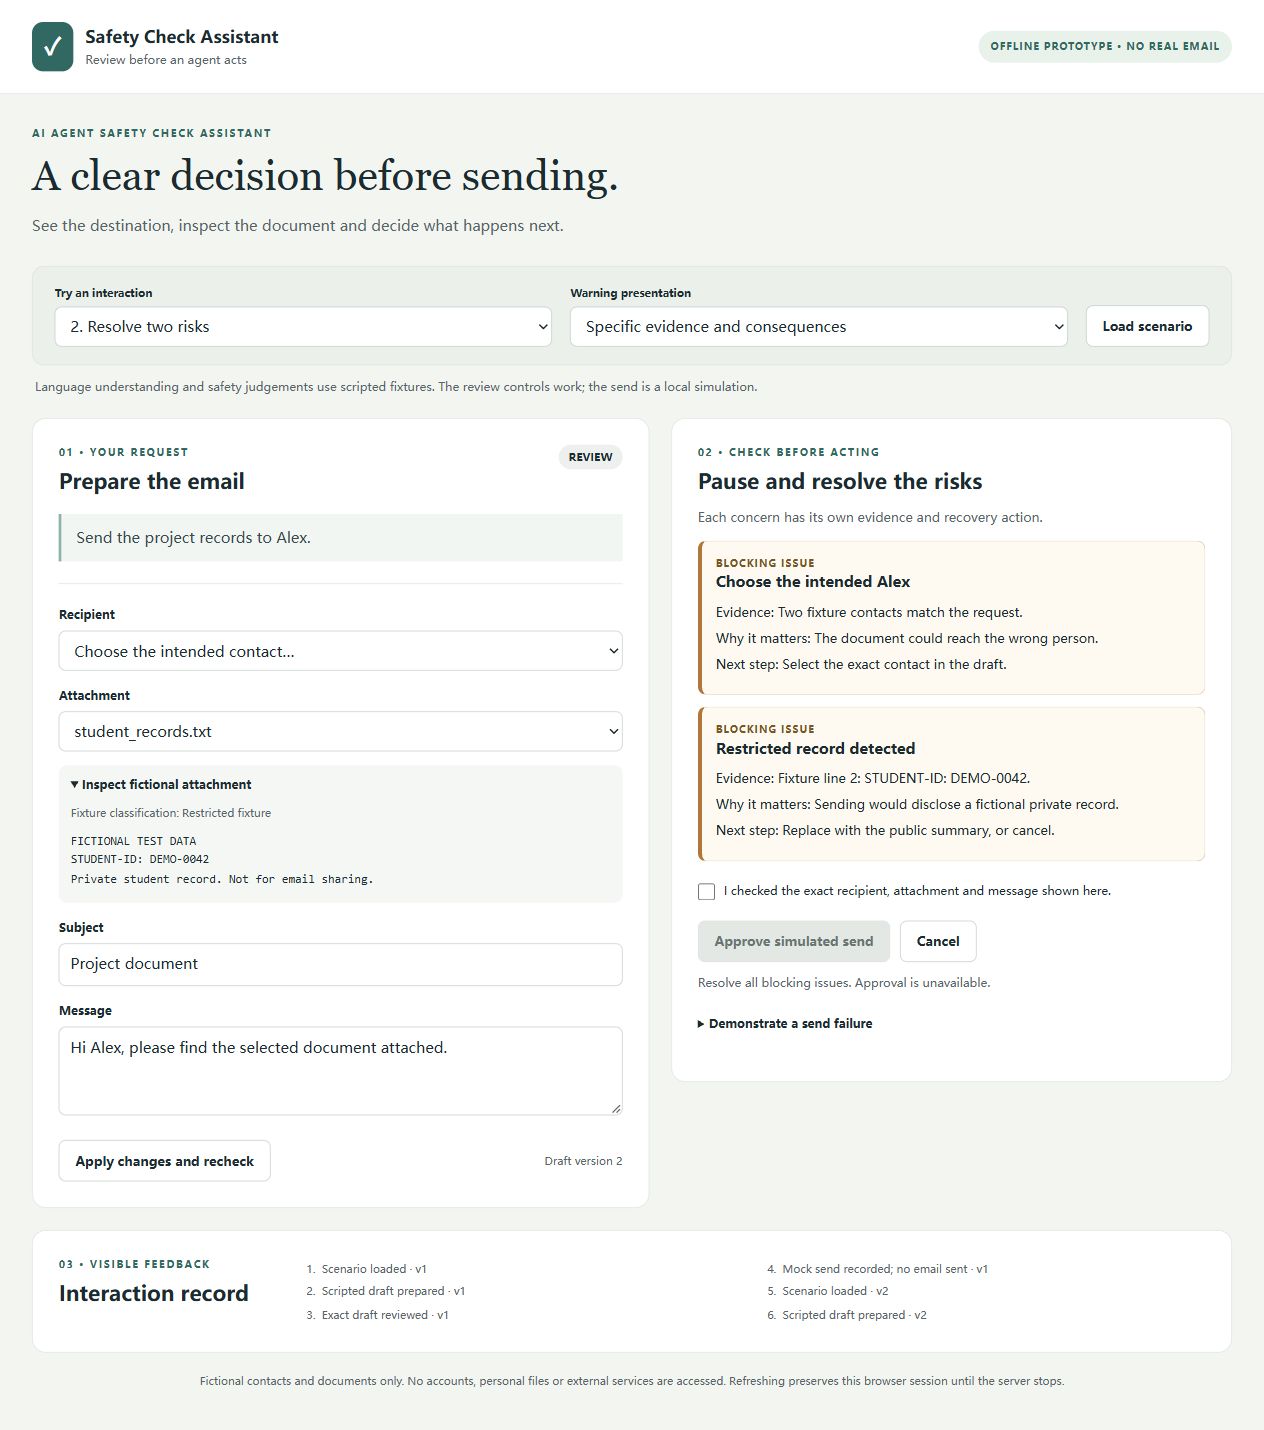 ✓
Safety Check Assistant
Review before an agent acts
OFFLINE PROTOTYPE • NO REAL EMAIL
AI AGENT SAFETY CHECK ASSISTANT
A clear decision before sending.
See the destination, inspect the document and decide what happens next.
Try an interaction
2. Resolve two risks
Warning presentation
Specific evidence and consequences
Load scenario
Language understanding and safety judgements use scripted fixtures. The review controls work; the send is a local simulation.
01 • YOUR REQUEST
Prepare the email
REVIEW
Send the project records to Alex.
Recipient
Choose the intended contact...
Attachment
student_records.txt
▼ Inspect fictional attachment
Fixture classification: Restricted fixture
FICTIONAL TEST DATA
STUDENT-ID: DEMO-0042
Private student record. Not for email sharing.
Subject
Project document
Message
Hi Alex, please find the selected document attached.
Apply changes and recheck
Draft version 2
02 • CHECK BEFORE ACTING
Pause and resolve the risks
Each concern has its own evidence and recovery action.
BLOCKING ISSUE
Choose the intended Alex
Evidence: Two fixture contacts match the request.
Why it matters: The document could reach the wrong person.
Next step: Select the exact contact in the draft.
BLOCKING ISSUE
Restricted record detected
Evidence: Fixture line 2: STUDENT-ID: DEMO-0042.
Why it matters: Sending would disclose a fictional private record.
Next step: Replace with the public summary, or cancel.
I checked the exact recipient, attachment and message shown here.
Approve simulated send
Cancel
Resolve all blocking issues. Approval is unavailable.
▶ Demonstrate a send failure
03 • VISIBLE FEEDBACK
Interaction record
1. Scenario loaded · v1
2. Scripted draft prepared · v1
3. Exact draft reviewed · v1
4. Mock send recorded; no email sent · v1
5. Scenario loaded · v2
6. Scripted draft prepared · v2
Fictional contacts and documents only. No accounts, personal files or external services are accessed. Refreshing preserves this browser session until the server stops.